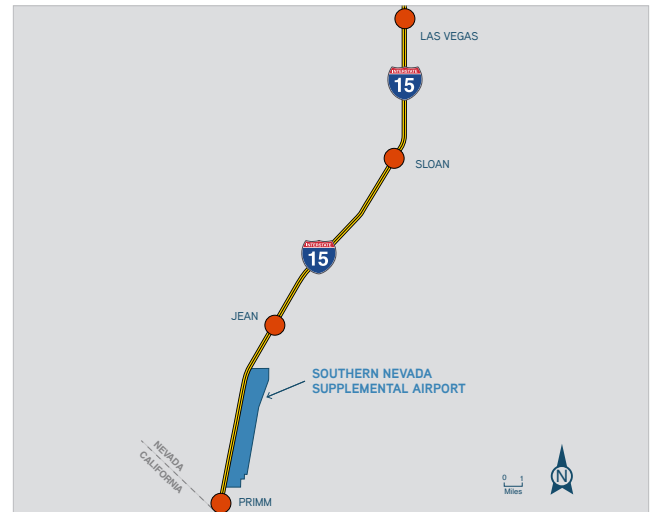 LAS VEGAS
INTERSTATE
15
SLOAN
INTERSTATE
15
JEAN
SOUTHERN NEVADA
SUPPLEMENTAL AIRPORT
NEVADA
CALIFORNIA
0 1
Miles
N
PRIMM